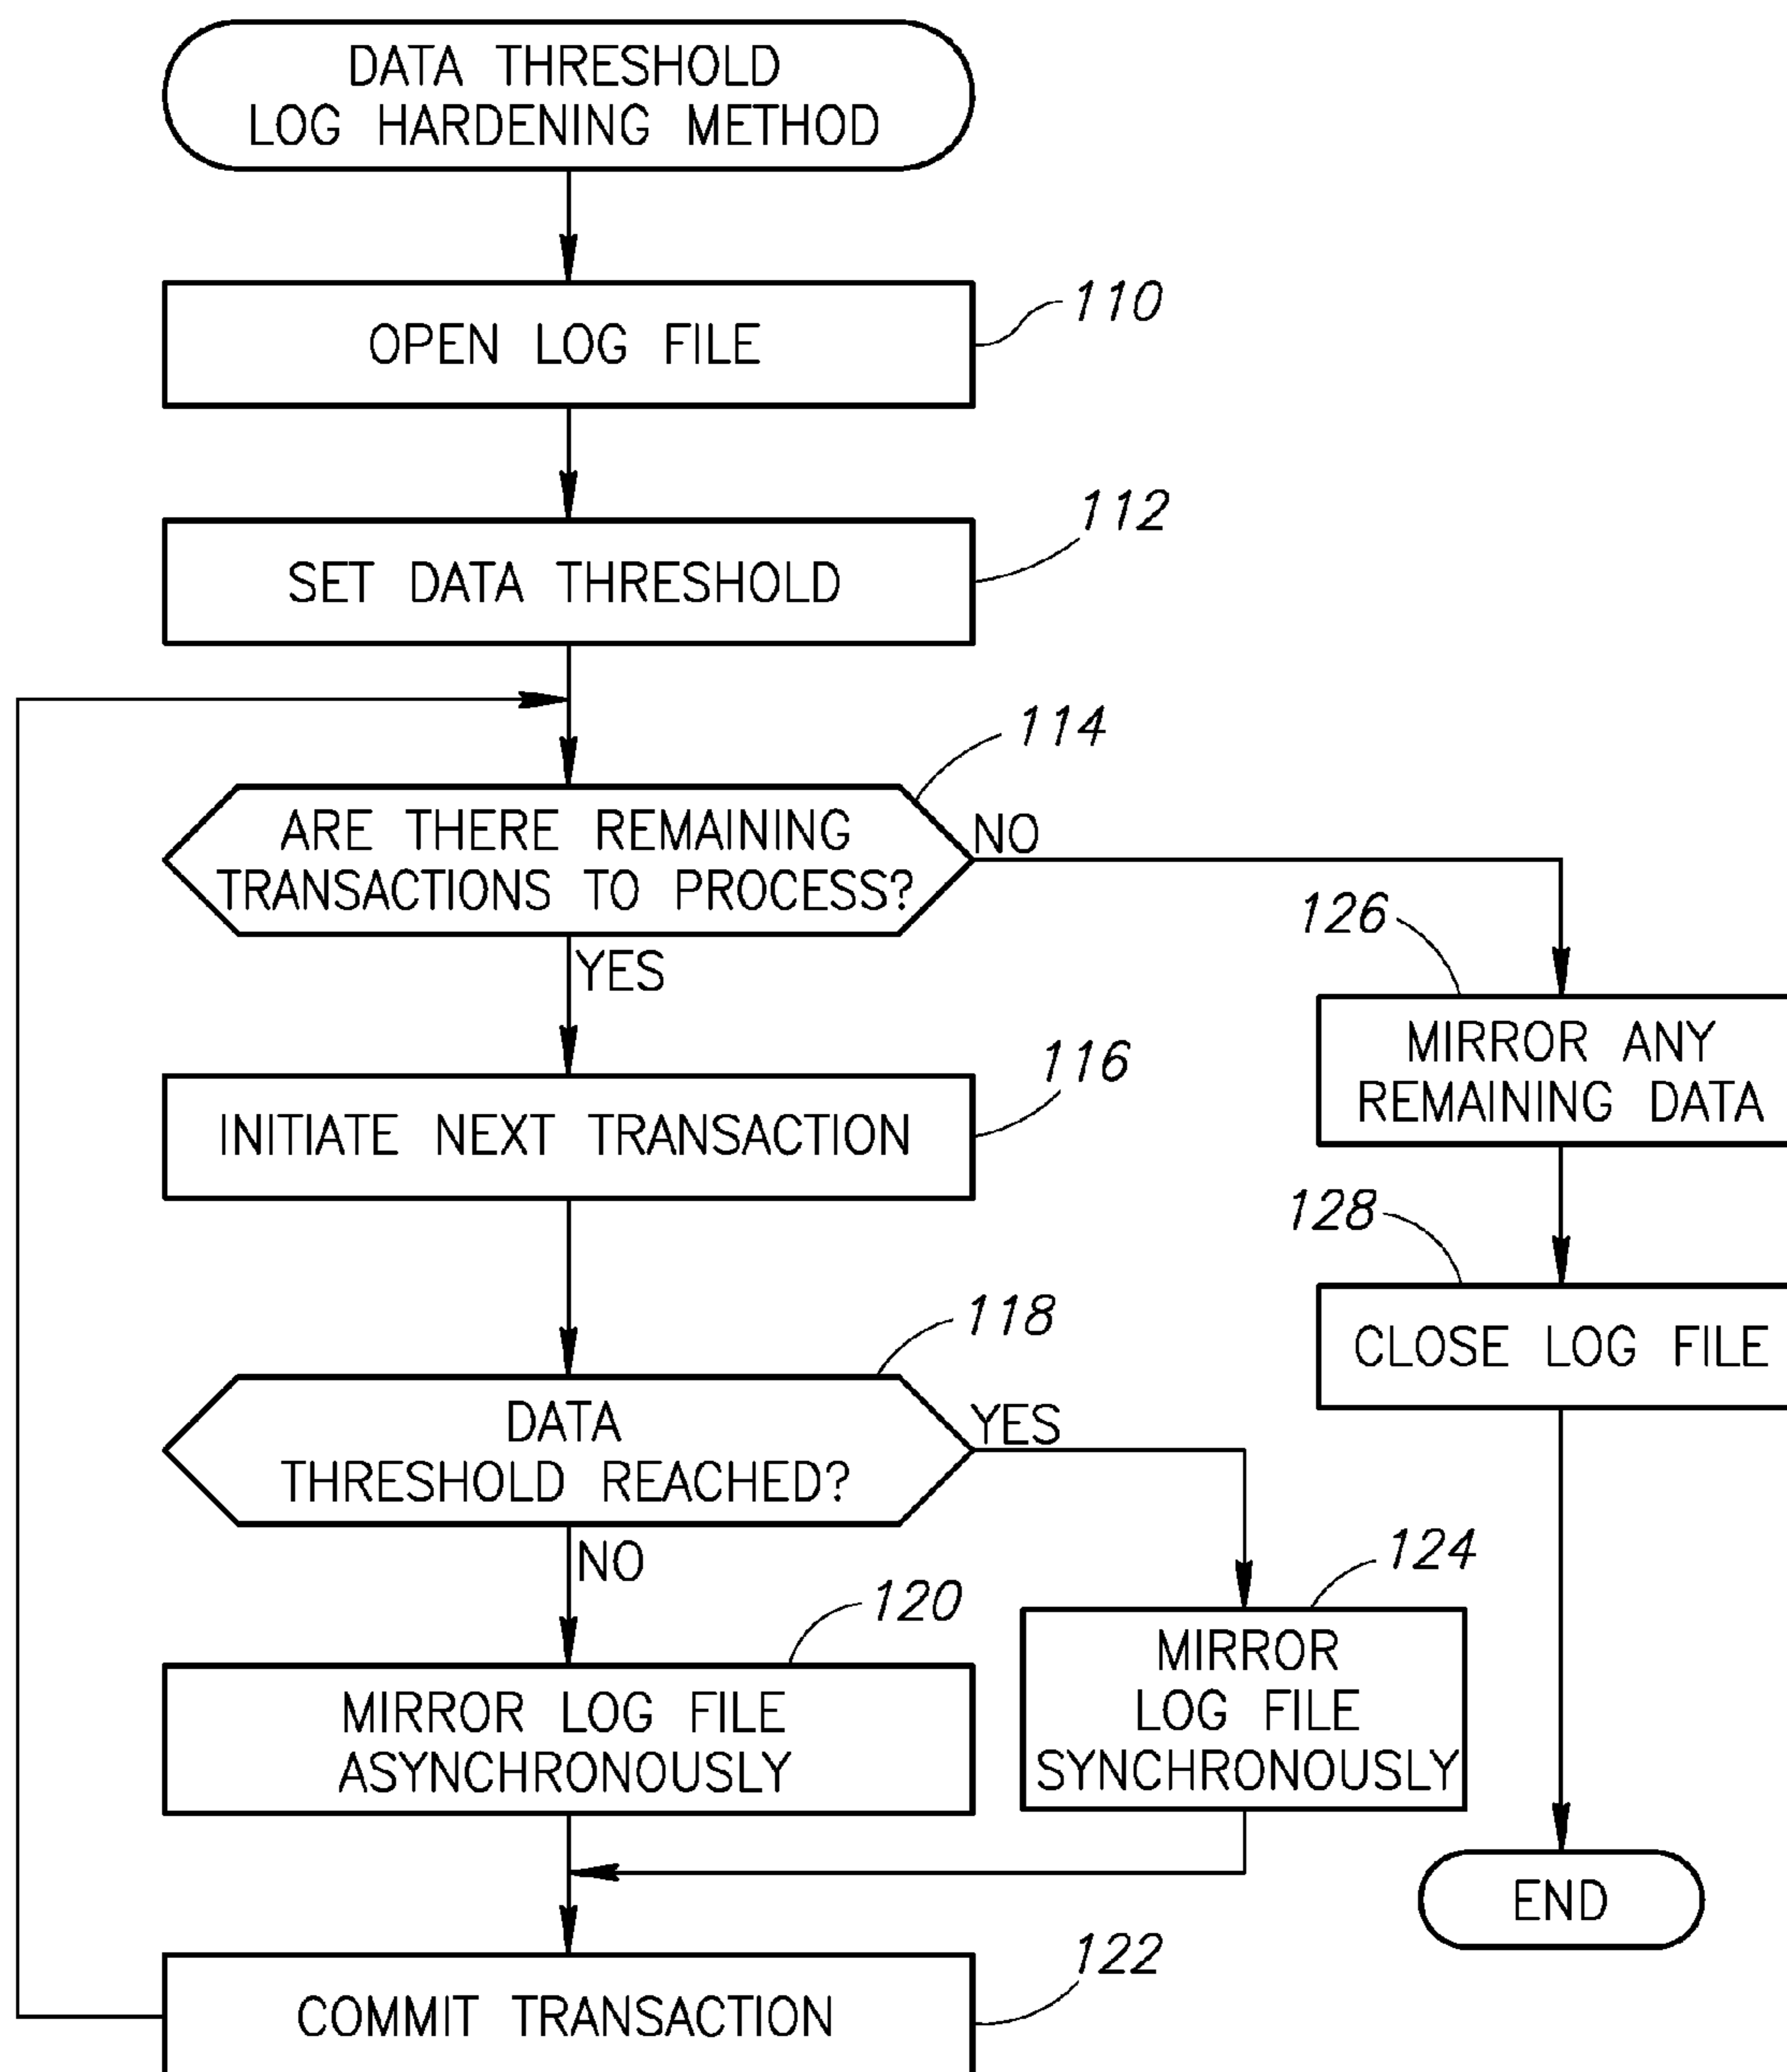 DATA THRESHOLD
LOG HARDENING METHOD
110
OPEN LOG FILE
112
SET DATA THRESHOLD
114
ARE THERE REMAINING
TRANSACTIONS TO PROCESS?
NO
YES
126
MIRROR ANY
REMAINING DATA
116
INITIATE NEXT TRANSACTION
128
CLOSE LOG FILE
118
DATA
THRESHOLD REACHED?
YES
NO
124
MIRROR
LOG FILE
SYNCHRONOUSLY
120
MIRROR LOG FILE
ASYNCHRONOUSLY
END
122
COMMIT TRANSACTION